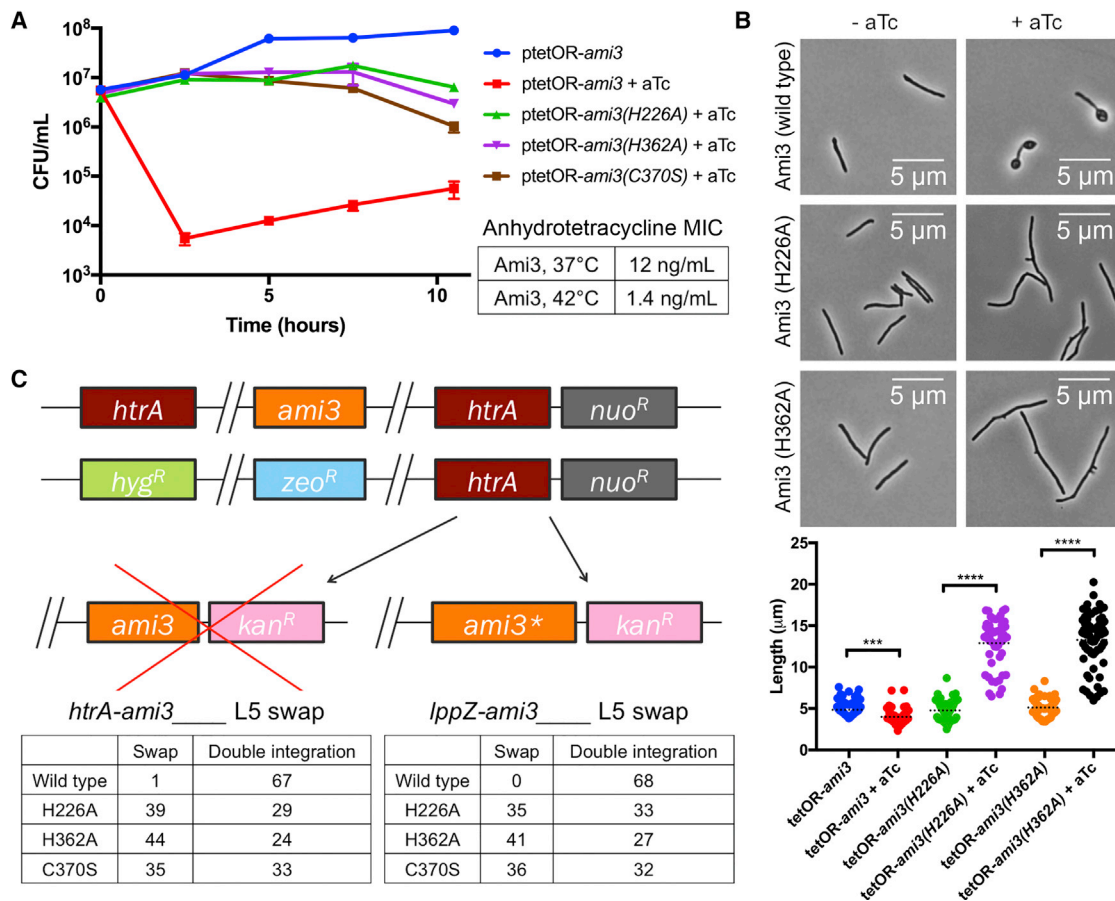 A
CFU/mL
10^8
10^7
10^6
10^5
10^4
10^3
0
5
10
Time (hours)
ptetOR-ami3
ptetOR-ami3 + aTc
ptetOR-ami3(H226A) + aTc
ptetOR-ami3(H362A) + aTc
ptetOR-ami3(C370S) + aTc
Anhydrotetracycline MIC
Ami3, 37°C 12 ng/mL
Ami3, 42°C 1.4 ng/mL
B
- aTc + aTc
Ami3 (wild type)
5 μm 5 μm
Ami3 (H226A)
5 μm 5 μm
Ami3 (H362A)
5 μm 5 μm
Length (μm)
25
20
15
10
5
0
*** **** ****
tetOR-ami3
tetOR-ami3 + aTc
tetOR-ami3(H226A)
tetOR-ami3(H226A) + aTc
tetOR-ami3(H362A)
tetOR-ami3(H362A) + aTc
C
htrA ami3 htrA nuo^R
hyg^R zeo^R htrA nuo^R
ami3 kan^R
ami3* kan^R
htrA-ami3____ L5 swap
Swap Double integration
Wild type 1 67
H226A 39 29
H362A 44 24
C370S 35 33
lppZ-ami3____ L5 swap
Swap Double integration
Wild type 0 68
H226A 35 33
H362A 41 27
C370S 36 32